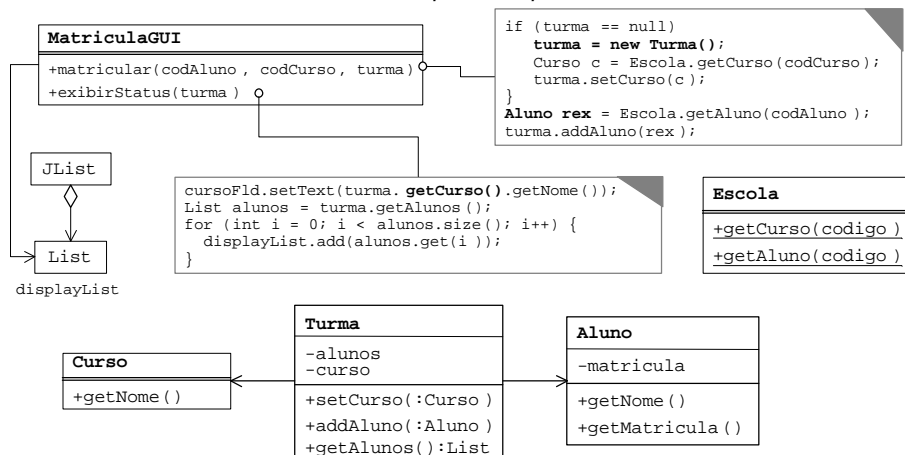 MatriculaGUI
+matricular(codAluno , codCurso, turma)
+exibirStatus(turma )
if (turma == null)
turma = new Turma();
Curso c = Escola.getCurso(codCurso);
turma.setCurso(c );
}
Aluno rex = Escola.getAluno(codAluno );
turma.addAluno(rex );
JList
List
displayList
cursoFld.setText(turma. getCurso().getNome());
List alunos = turma.getAlunos ();
for (int i = 0; i < alunos.size(); i++) {
displayList.add(alunos.get(i ));
}
Escola
+getCurso(codigo )
+getAluno(codigo )
Curso
+getNome ()
Turma
-alunos
-curso
+setCurso(:Curso )
+addAluno(:Aluno )
+getAlunos():List
Aluno
-matricula
+getNome ()
+getMatricula ()